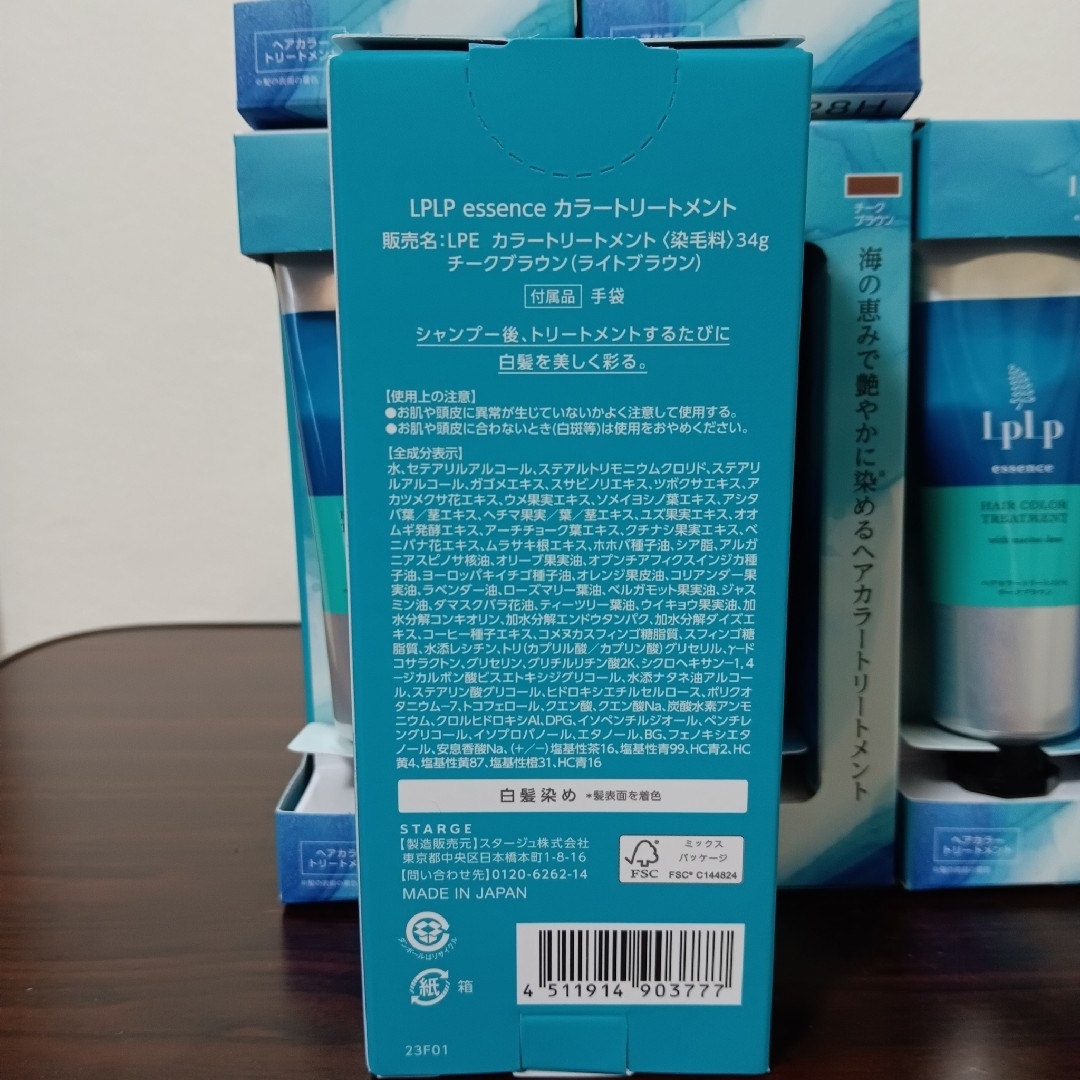 LPLP essence カラートリートメント
販売名:LPE カラートリートメント〈染毛料〉34g
チークブラウン(ライトブラウン)
付属品 手袋
シャンプー後、トリートメントするたびに
白髪を美しく彩る。
【使用上の注意】
●お肌や頭皮に異常が生じていないかよく注意して使用する。
●お肌や頭皮に合わないとき(白斑等)は使用をおやめください。
【全成分表示】
水、セテアリルアルコール、ステアルトリモニウムクロリド、ステアリ
ルアルコール、ガゴメエキス、スサビノリエキス、ツボクサエキス、ア
カツメクサ花エキス、ウメ果実エキス、ソメイヨシノ葉エキス、アシタ
バ葉/茎エキス、ヘチマ果実/葉/茎エキス、ユズ果実エキス、オオ
ムギ発酵エキス、アーチチョーク葉エキス、クチナシ果実エキス、ベ
ニバナ花エキス、ムラサキ根エキス、ホホバ種子油、シア脂、アルガ
ニアスピノサ核油、オリーブ果実油、オプンチアフィクスインジカ種
子油、ヨーロッパキイチゴ種子油、オレンジ果皮油、コリアンダー果
実油、ラベンダー油、ローズマリー葉油、ベルガモット果実油、ジャス
ミン油、ダマスクバラ花油、ティーツリー葉油、ウイキョウ果実油、加
水分解コンキオリン、加水分解エンドウタンパク、加水分解ダイズエ
キス、コーヒー種子エキス、コメヌカスフィンゴ糖脂質、スフィンゴ糖
脂質、水添レシチン、トリ(カプリル酸/カプリン酸)グリセリル、γ-ド
コサラクトン、グリセリン、グリチルリチン酸2K、シクロヘキサン-1,4
-ジカルボン酸ビスエトキシジグリコール、水添ナタネ油アルコー
ル、ステアリン酸グリコール、ヒドロキシエチルセルロース、ポリクオ
タニウム-7、トコフェロール、クエン酸、クエン酸Na、炭酸水素アンモ
ニウム、クロルヒドロキシAl、DPG、イソペンチルジオール、ペンチレ
ングリコール、イソプロパノール、エタノール、BG、フェノキシエタ
ノール、安息香酸Na、(+/-)塩基性茶16、塩基性青99、HC青2、HC
黄4、塩基性黄87、塩基性橙31、HC青16
白髪染め *髪表面を着色
STARGE
【製造販売元】スタージュ株式会社
東京都中央区日本橋本町1-8-16
【問い合わせ先】0120-6262-14
MADE IN JAPAN
FSC
ミックス
パッケージ
FSC® C144824
ダンボールはリサイクル
紙 箱
4 511914 903777
23F01
ヘアカラー
トリートメント
*髪の表面を着色
チーク
ブラウン
海の恵みで艶やかに染めるヘアカラートリートメント
LpLp
essence
HAIR COLOR
TREATMENT
ヘアカラー
トリートメント